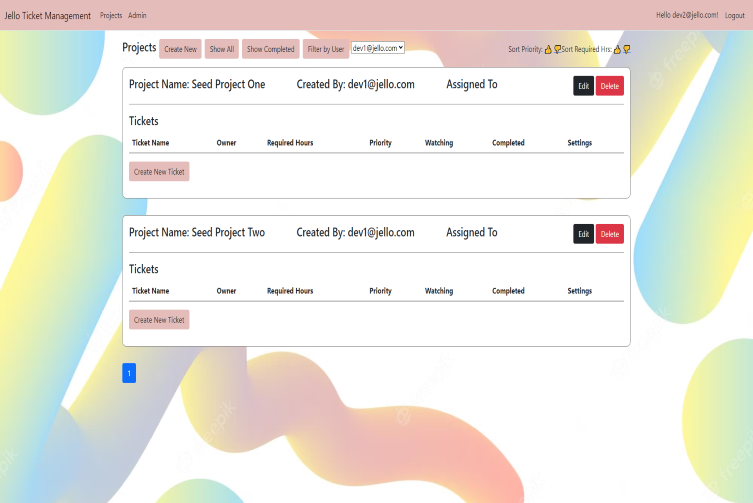 Jello Ticket Management Projects Admin Hello dev2@jello.com! Logout
Projects Create New Show All Show Completed Filter by User dev1@jello.com Sort Priority: 👍👎Sort Required Hrs: 👍👎
Project Name: Seed Project One Created By: dev1@jello.com Assigned To Edit Delete
Tickets
Ticket Name Owner Required Hours Priority Watching Completed Settings
Create New Ticket
Project Name: Seed Project Two Created By: dev1@jello.com Assigned To Edit Delete
Tickets
Ticket Name Owner Required Hours Priority Watching Completed Settings
Create New Ticket
1
freepik
freepik
freepik